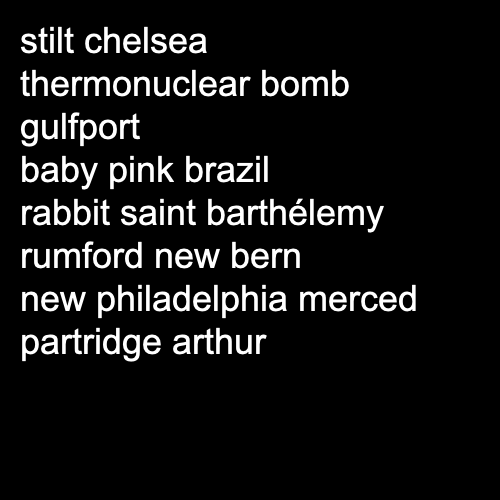 stilt chelsea
thermonuclear bomb
gulfport
baby pink brazil
rabbit saint barthélemy
rumford new bern
new philadelphia merced
partridge arthur